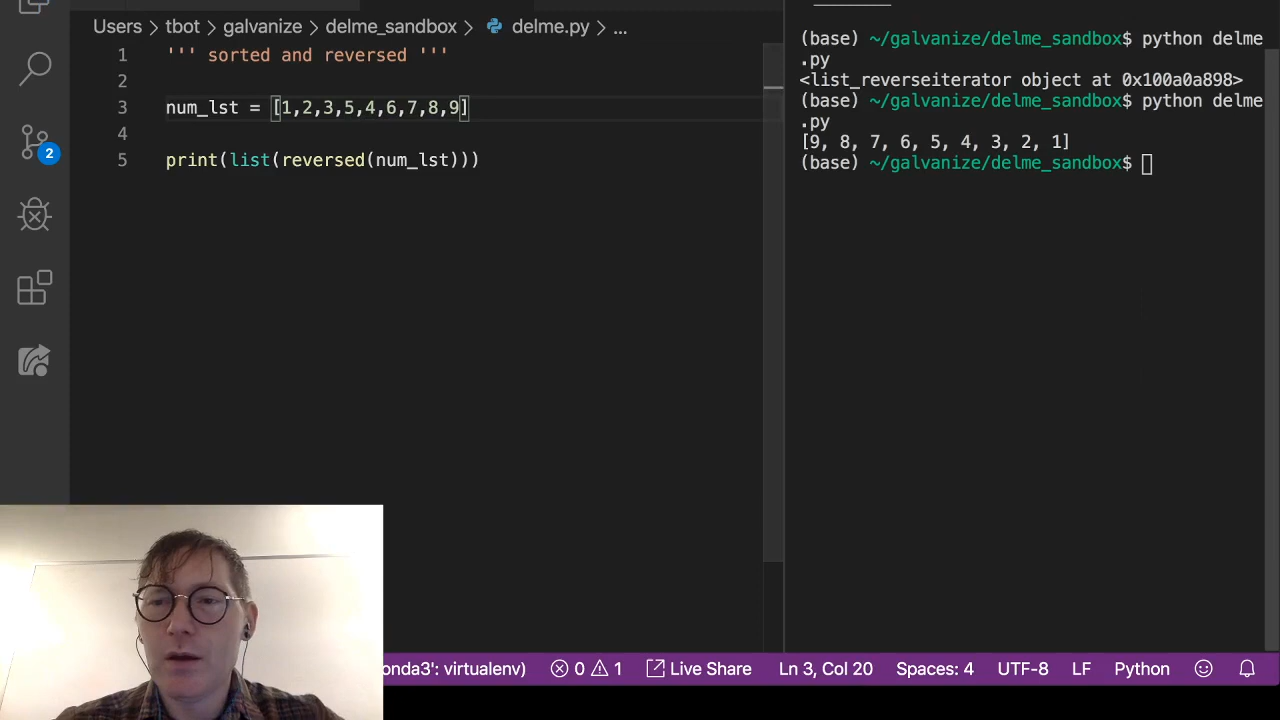 Users > tbot > galvanize > delme_sandbox > delme.py > ...
1 ''' sorted and reversed '''
2
3 num_lst = [1,2,3,5,4,6,7,8,9]
4
5 print(list(reversed(num_lst)))
2
(base) ~/galvanize/delme_sandbox$ python delme
.py
<list_reverseiterator object at 0x100a0a898>
(base) ~/galvanize/delme_sandbox$ python delme
.py
[9, 8, 7, 6, 5, 4, 3, 2, 1]
(base) ~/galvanize/delme_sandbox$
onda3': virtualenv) 0 1 Live Share Ln 3, Col 20 Spaces: 4 UTF-8 LF Python